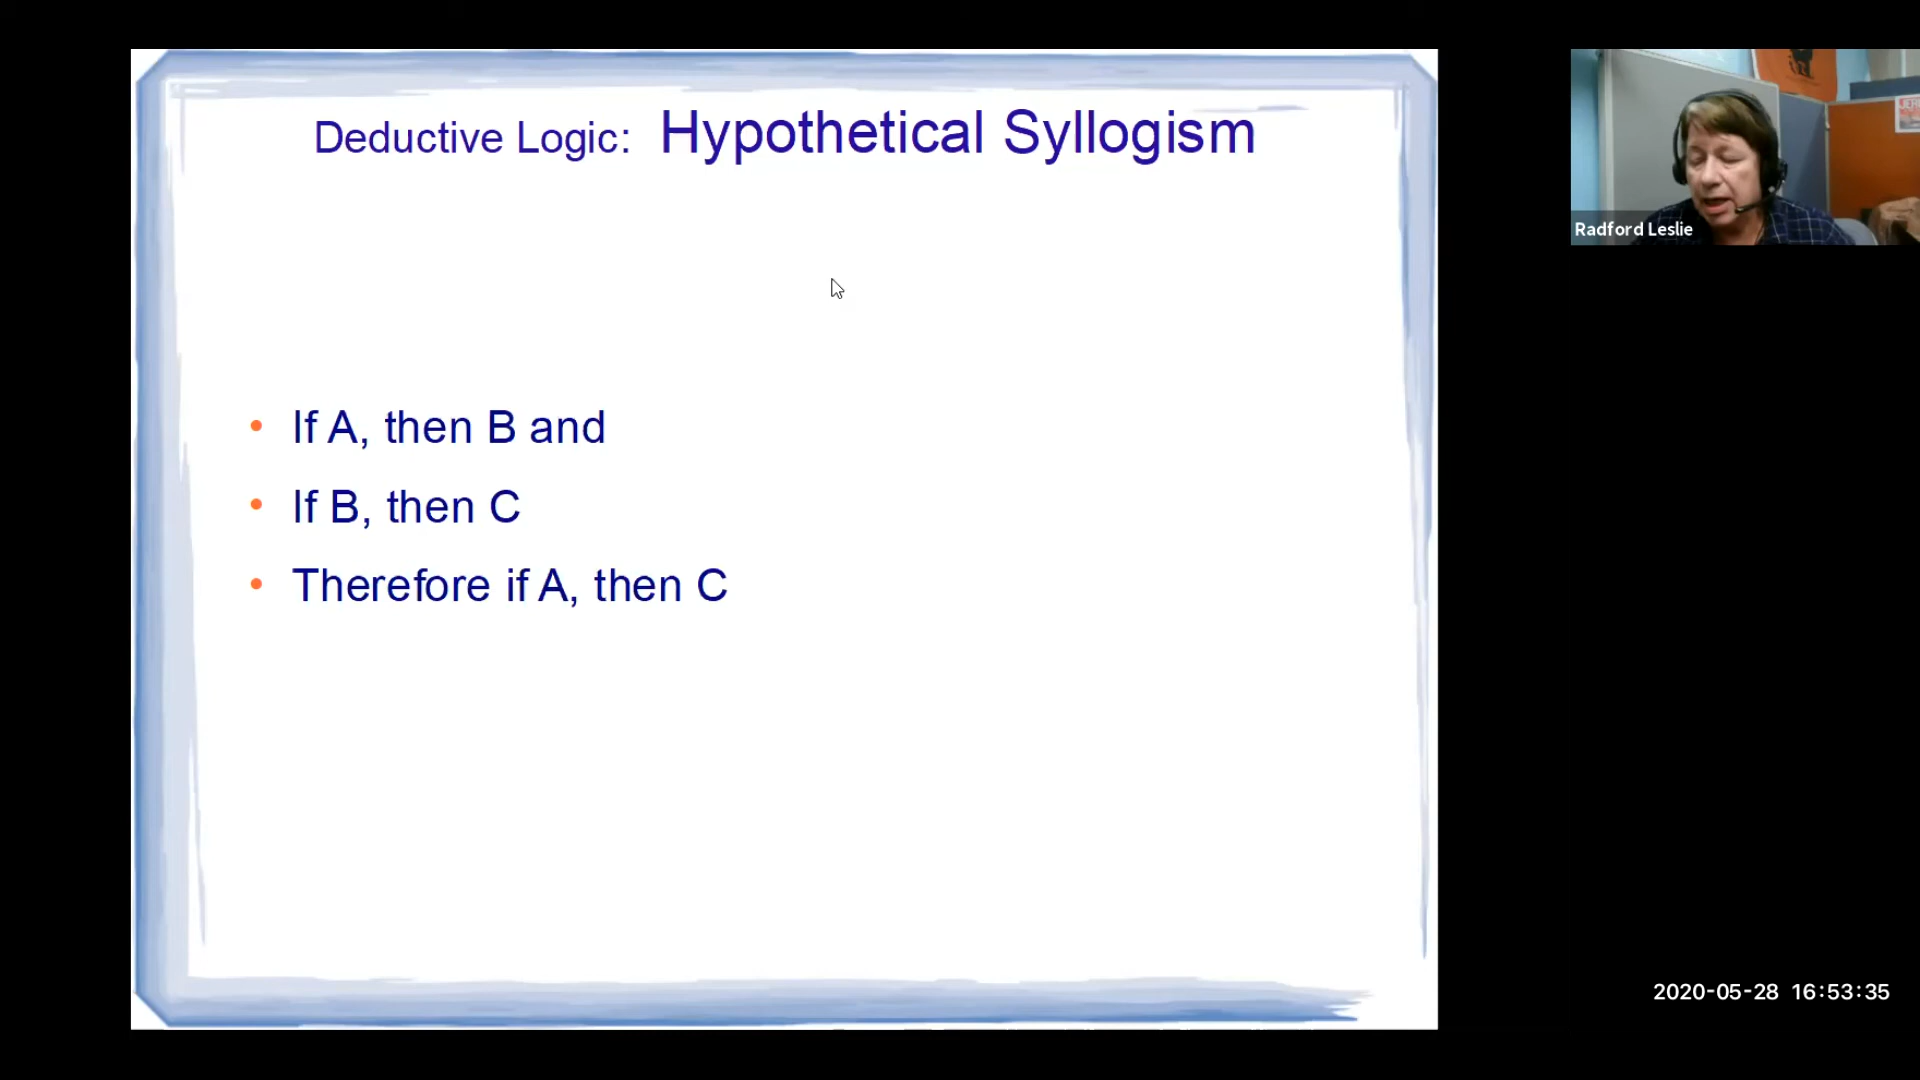 Deductive Logic: Hypothetical Syllogism
• If A, then B and
• If B, then C
• Therefore if A, then C
JER
Radford Leslie
2020-05-28 16:53:35